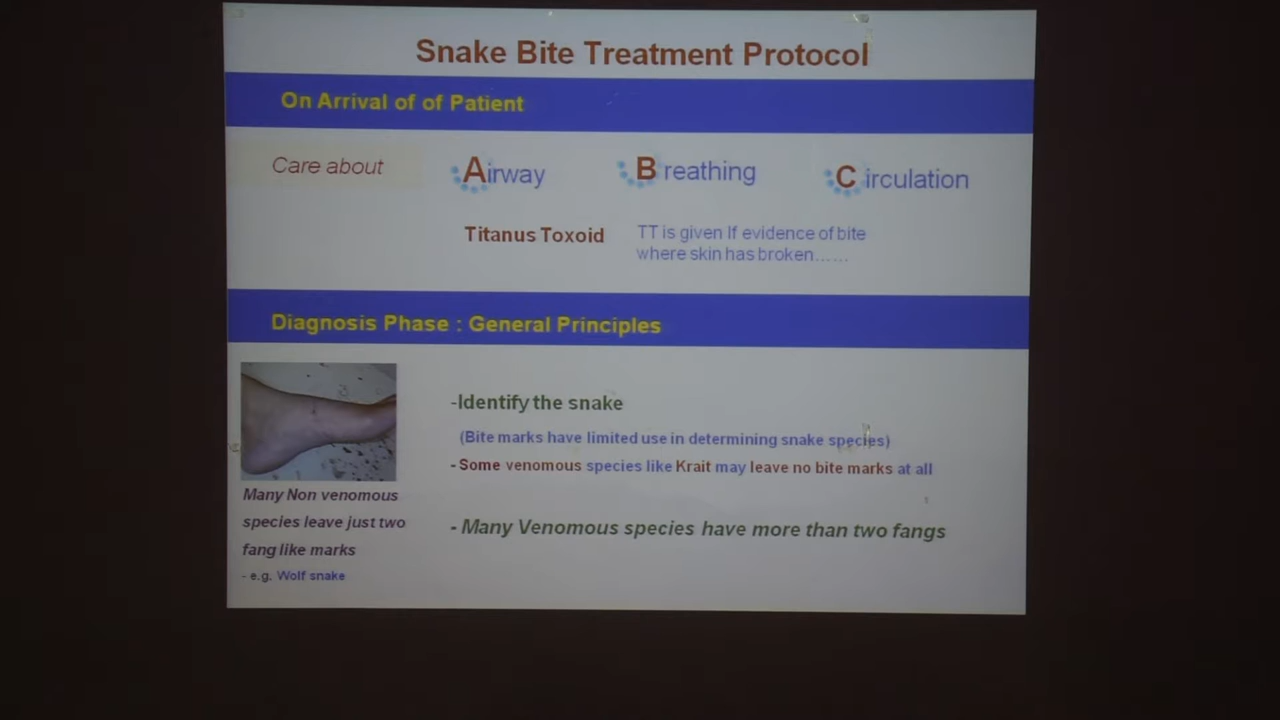 Snake Bite Treatment Protocol
On Arrival of of Patient
Care about Airway Breathing Circulation
Titanus Toxoid TT is given If evidence of bite
where skin has broken......
Diagnosis Phase : General Principles
-Identify the snake
(Bite marks have limited use in determining snake species)
- Some venomous species like Krait may leave no bite marks at all
- Many Venomous species have more than two fangs
Many Non venomous
species leave just two
fang like marks
- e.g. Wolf snake